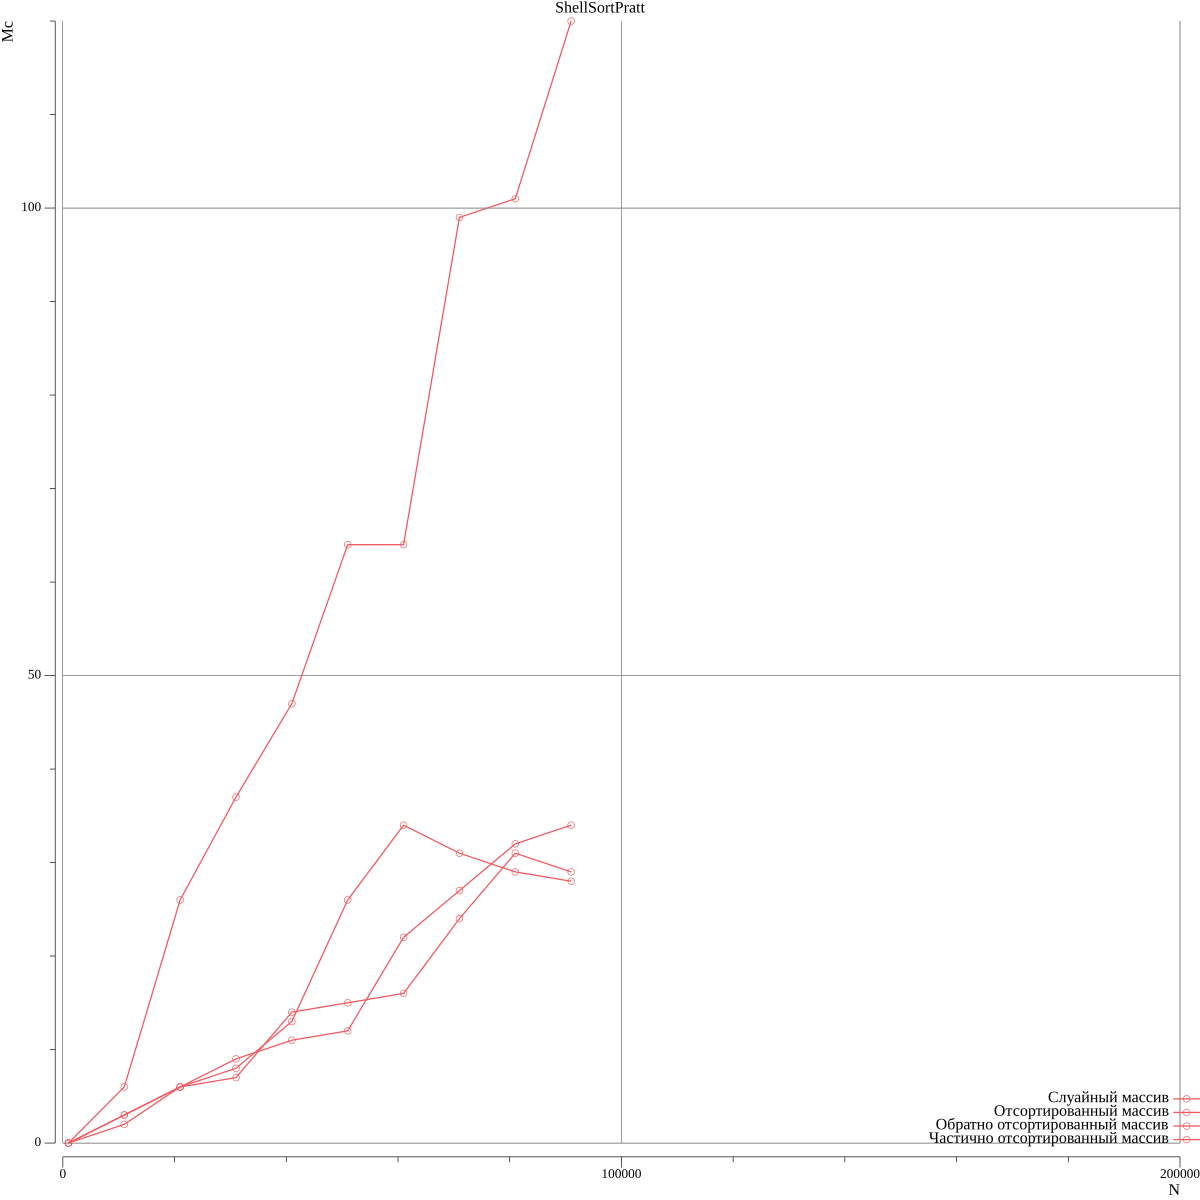 ShellSortPratt
Мс
100
50
0
Слуайный массив
Отсортированный массив
Обратно отсортированный массив
Частично отсортированный массив
0 100000 200000
N